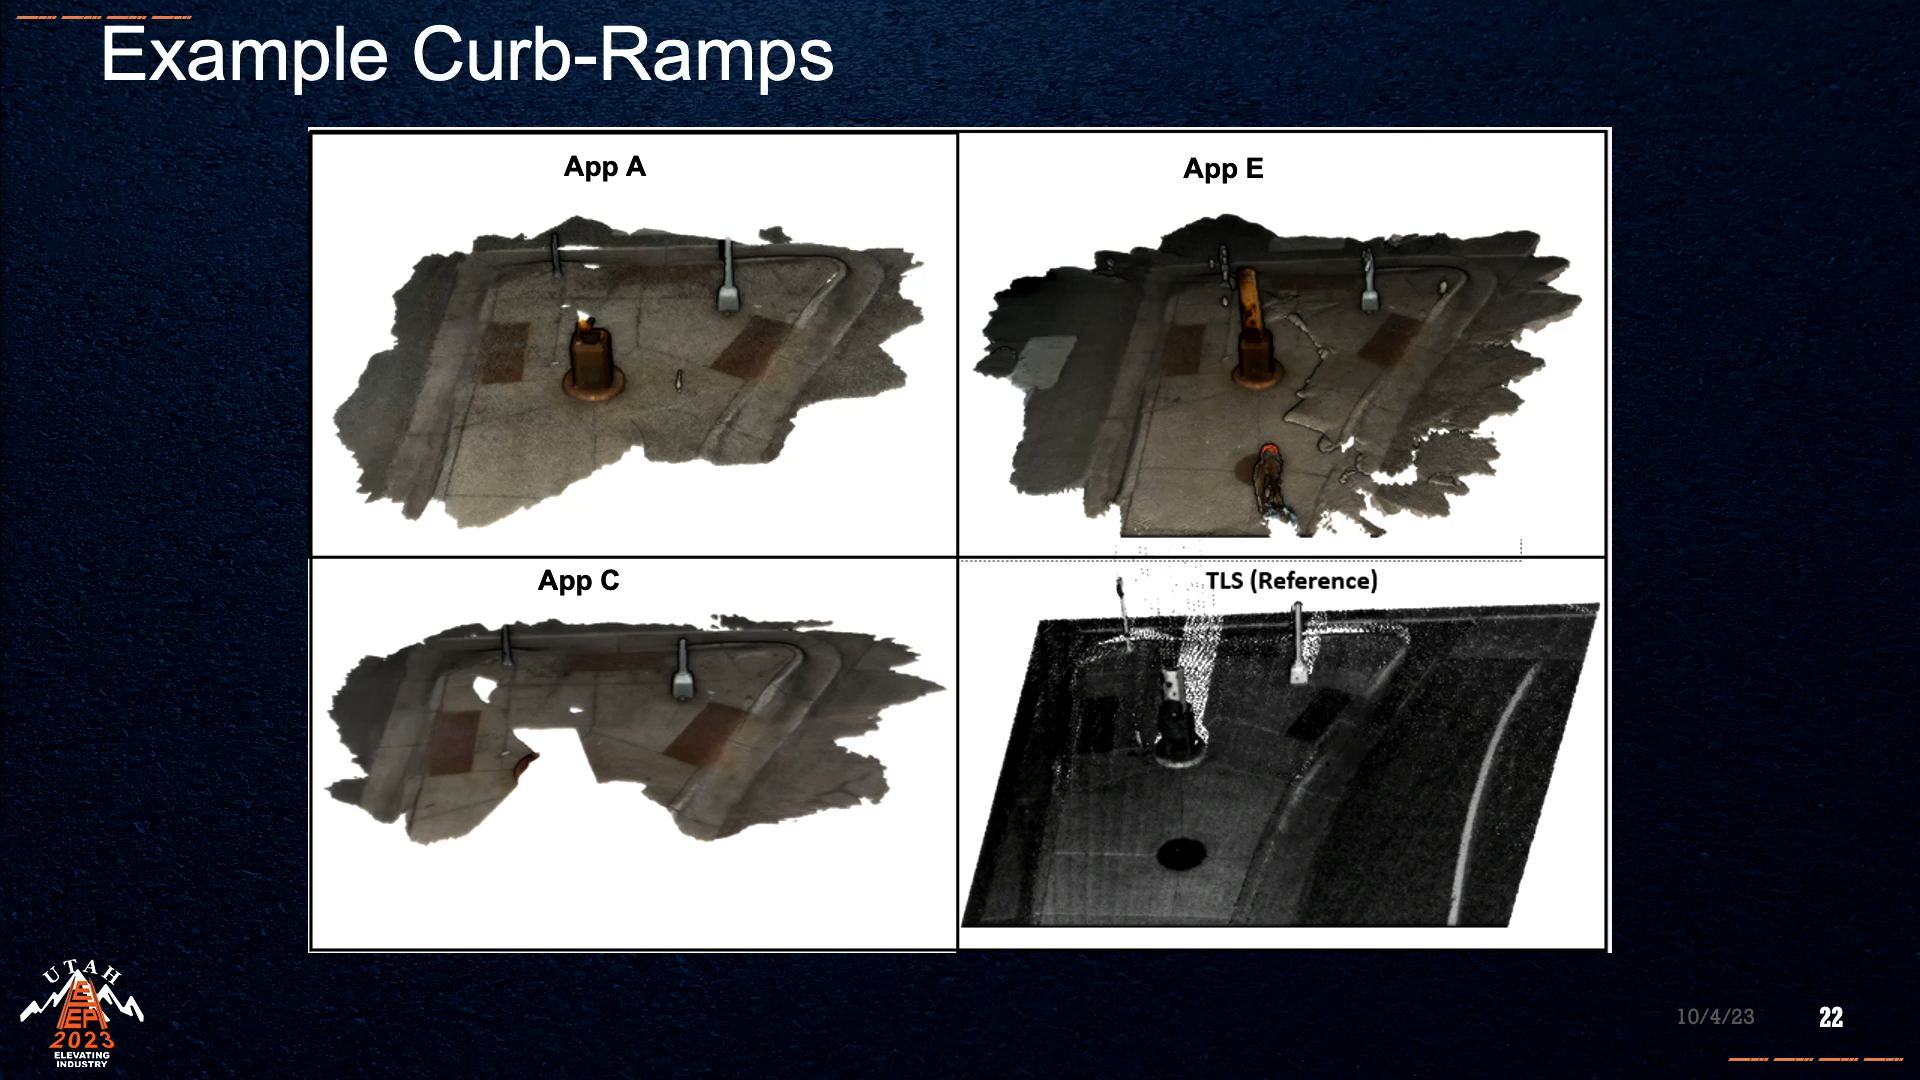 Example Curb-Ramps
App A
App E
App C
TLS (Reference)
UTAH
2023
ELEVATING
INDUSTRY
10/4/23
22